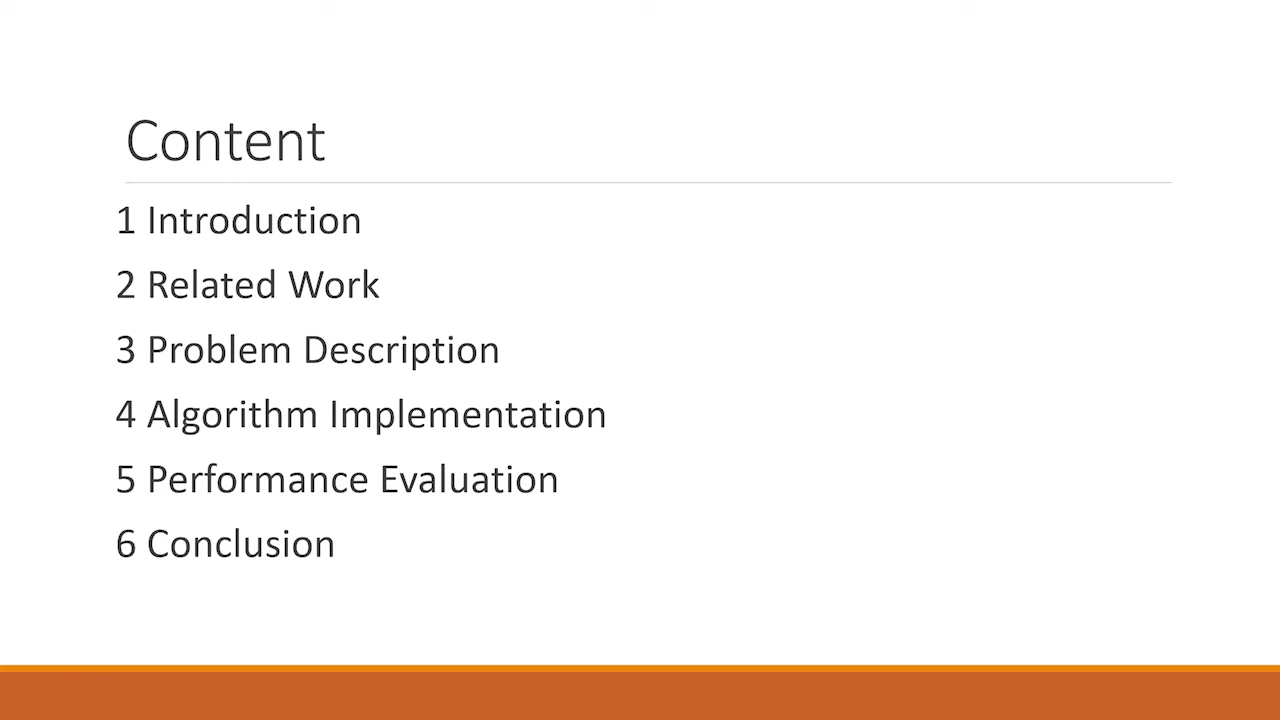 Content
1 Introduction
2 Related Work
3 Problem Description
4 Algorithm Implementation
5 Performance Evaluation
6 Conclusion